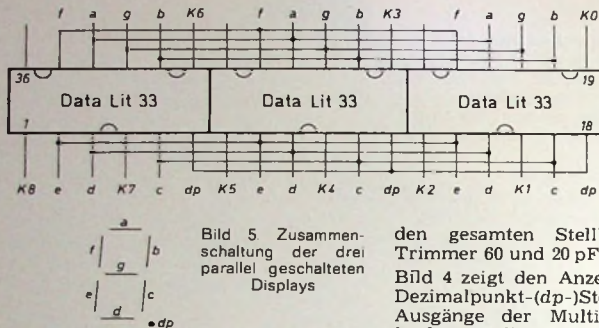 f a g b K6 f a g b K3 f a g b K0
36 19
Data Lit 33 Data Lit 33 Data Lit 33
1 18
K8 e d K7 c dp K5 e d K4 c dp K2 e d K1 c dp
a
f b
g
e c
d
dp
Bild 5. Zusammen-
schaltung der drei
parallel geschalteten
Displays
den gesamten Stell
Trimmer 60 und 20 pF
Bild 4 zeigt den Anze
Dezimalpunkt-(dp-)Ste
Ausgänge der Multi